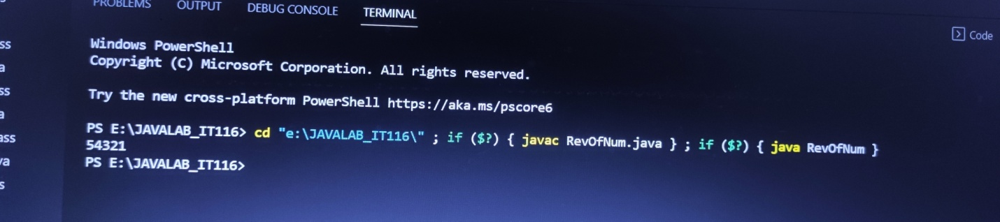 PROBLEMS OUTPUT DEBUG CONSOLE TERMINAL
Code
Windows PowerShell
Copyright (C) Microsoft Corporation. All rights reserved.
Try the new cross-platform PowerShell https://aka.ms/pscore6
PS E:\JAVALAB_IT116> cd "e:\JAVALAB_IT116\" ; if ($?) { javac RevOfNum.java } ; if ($?) { java RevOfNum }
54321
PS E:\JAVALAB_IT116>
ss
a
ss
a
ass
va
s